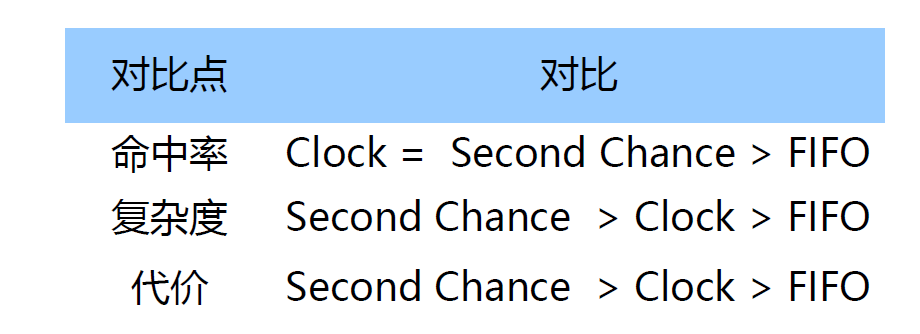 对比点 对比
命中率 Clock = Second Chance > FIFO
复杂度 Second Chance > Clock > FIFO
代价 Second Chance > Clock > FIFO